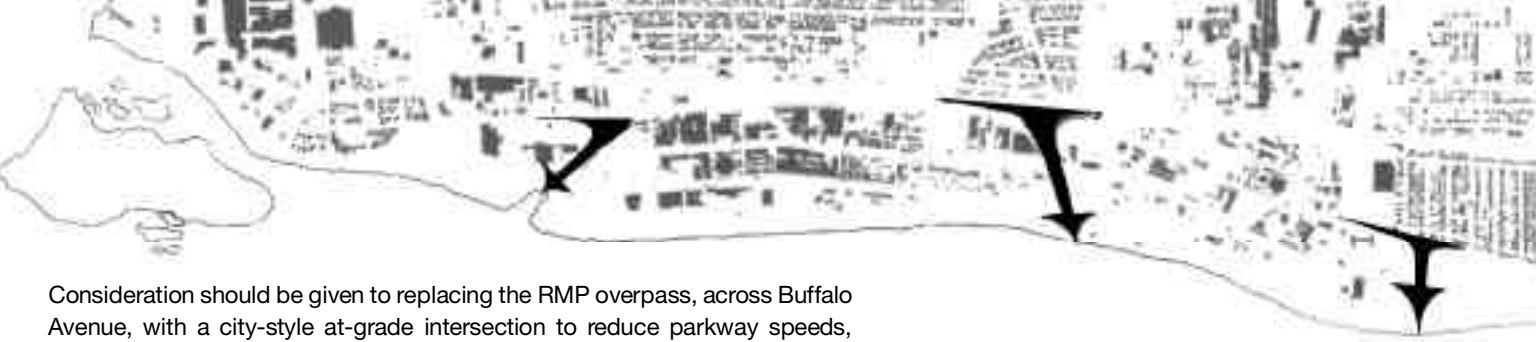 Consideration should be given to replacing the RMP overpass, across Buffalo
Avenue, with a city-style at-grade intersection to reduce parkway speeds,